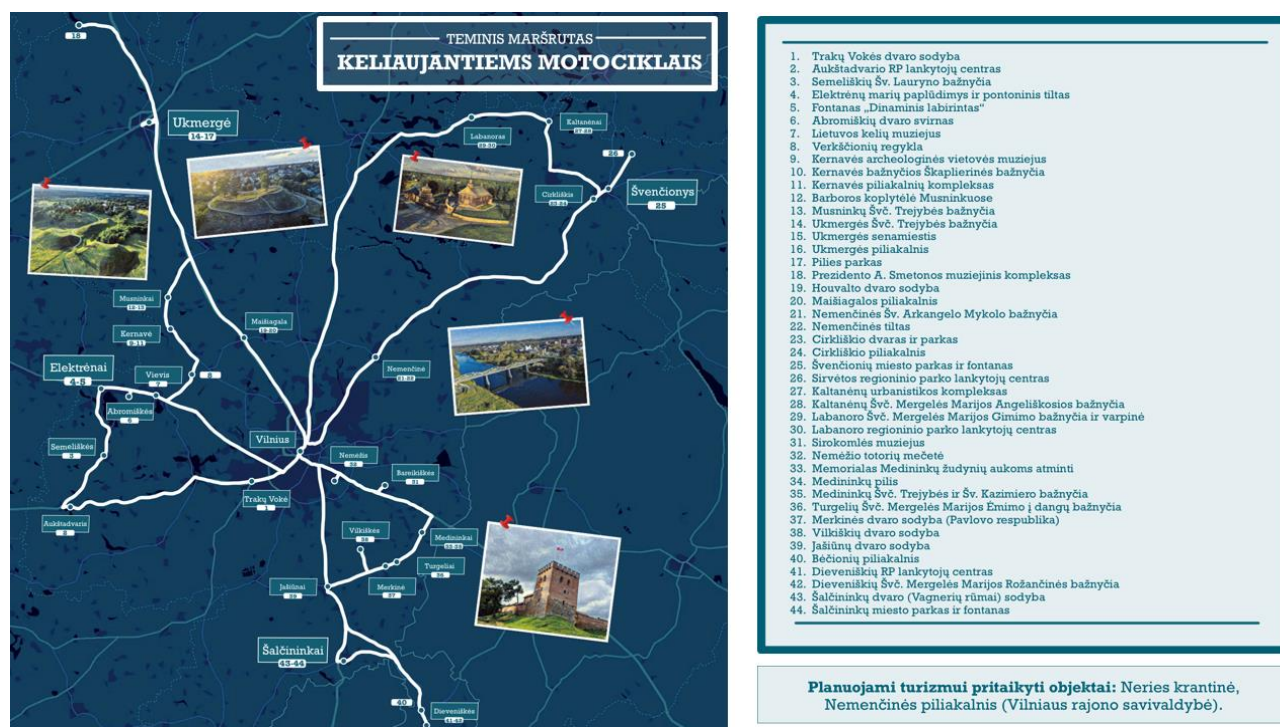 TEMINIS MARŠRUTAS
KELIAUJANTIEMS MOTOCIKLAIS
18
Ukmergė
14-17
Labanoras
29-30
Kaltanėnai
27-28
26
Cirkliškis
23-24
Švenčionys
25
Musninkai
12-13
Kernavė
9-11
Maišiagala
19-20
Elektrėnai
4-5
Vievis
7
8
Nemenčinė
21-22
Abromiškės
6
Semeliškės
3
Vilnius
Nemėžis
32
Bareikiškės
31
Trakų Vokė
1
Aukštadvaris
2
Vilkiškės
38
Medininkai
33-35
Turgeliai
36
Jašiūnai
39
Merkinė
37
Šalčininkai
43-44
40
Dieveniškės
41-42
1. Trakų Vokės dvaro sodyba
2. Aukštadvario RP lankytojų centras
3. Semeliškių Šv. Lauryno bažnyčia
4. Elektrėnų marių paplūdimys ir pontoninis tiltas
5. Fontanas „Dinaminis labirintas“
6. Abromiškių dvaro svirnas
7. Lietuvos kelių muziejus
8. Verkščionių regykla
9. Kernavės archeologinės vietovės muziejus
10. Kernavės bažnyčios Škaplierinės bažnyčia
11. Kernavės piliakalnių kompleksas
12. Barboros koplytėlė Musninkuose
13. Musninkų Švč. Trejybės bažnyčia
14. Ukmergės Švč. Trejybės bažnyčia
15. Ukmergės senamiestis
16. Ukmergės piliakalnis
17. Pilies parkas
18. Prezidento A. Smetonos muziejinis kompleksas
19. Houvalto dvaro sodyba
20. Maišiagalos piliakalnis
21. Nemenčinės Šv. Arkangelo Mykolo bažnyčia
22. Nemenčinės tiltas
23. Cirkliškio dvaras ir parkas
24. Cirkliškio piliakalnis
25. Švenčionių miesto parkas ir fontanas
26. Sirvėtos regioninio parko lankytojų centras
27. Kaltanėnų urbanistikos kompleksas
28. Kaltanėnų Švč. Mergelės Marijos Angeliškosios bažnyčia
29. Labanoro Švč. Mergelės Marijos Gimimo bažnyčia ir varpinė
30. Labanoro regioninio parko lankytojų centras
31. Sirokomlės muziejus
32. Nemėžio totorių mečetė
33. Memorialas Medininkų žudynių aukoms atminti
34. Medininkų pilis
35. Medininkų Švč. Trejybės ir Šv. Kazimiero bažnyčia
36. Turgelių Švč. Mergelės Marijos Ėmimo į dangų bažnyčia
37. Merkinės dvaro sodyba (Pavlovo respublika)
38. Vilkiškių dvaro sodyba
39. Jašiūnų dvaro sodyba
40. Bėčionių piliakalnis
41. Dieveniškių RP lankytojų centras
42. Dieveniškių Švč. Mergelės Marijos Rožančinės bažnyčia
43. Šalčininkų dvaro (Vagnerių rūmai) sodyba
44. Šalčininkų miesto parkas ir fontanas
Planuojami turizmui pritaikyti objektai: Neries krantinė,
Nemenčinės piliakalnis (Vilniaus rajono savivaldybė).